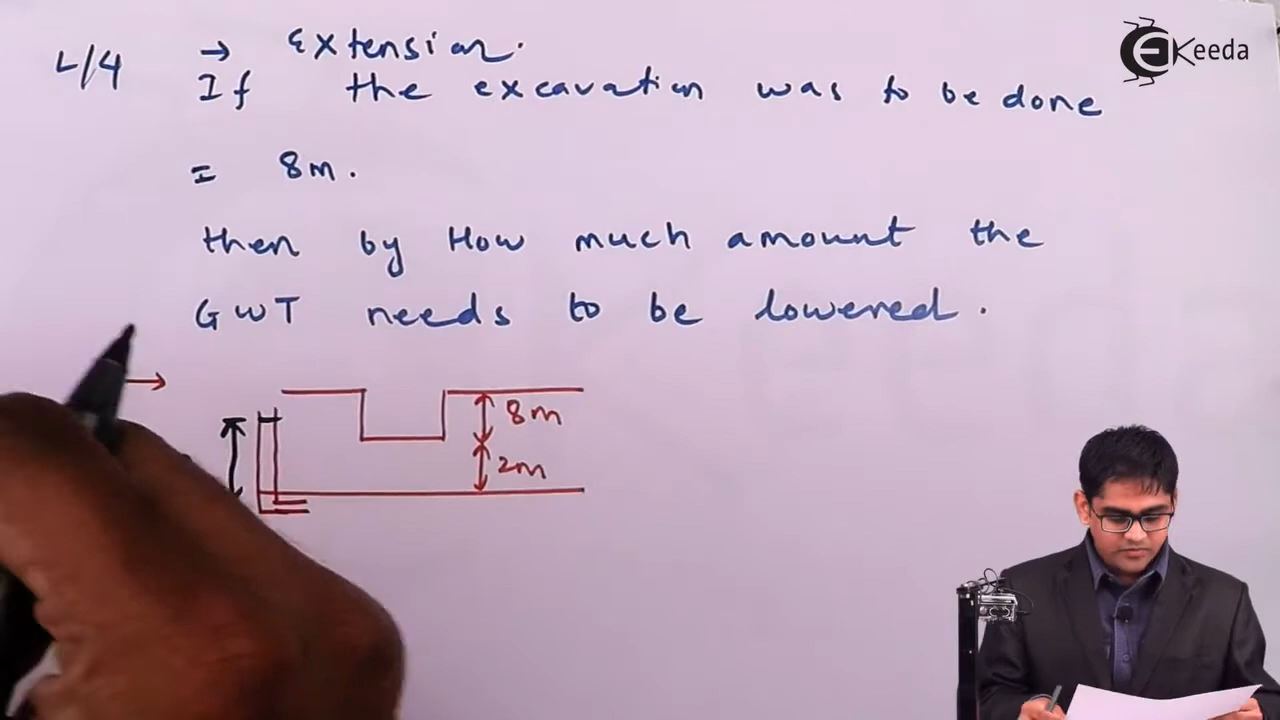 L/4 → Extension.
If the excavation was to be done
= 8m.
then by How much amount the
GWT needs to be lowered.
8m
2m
EKeeda